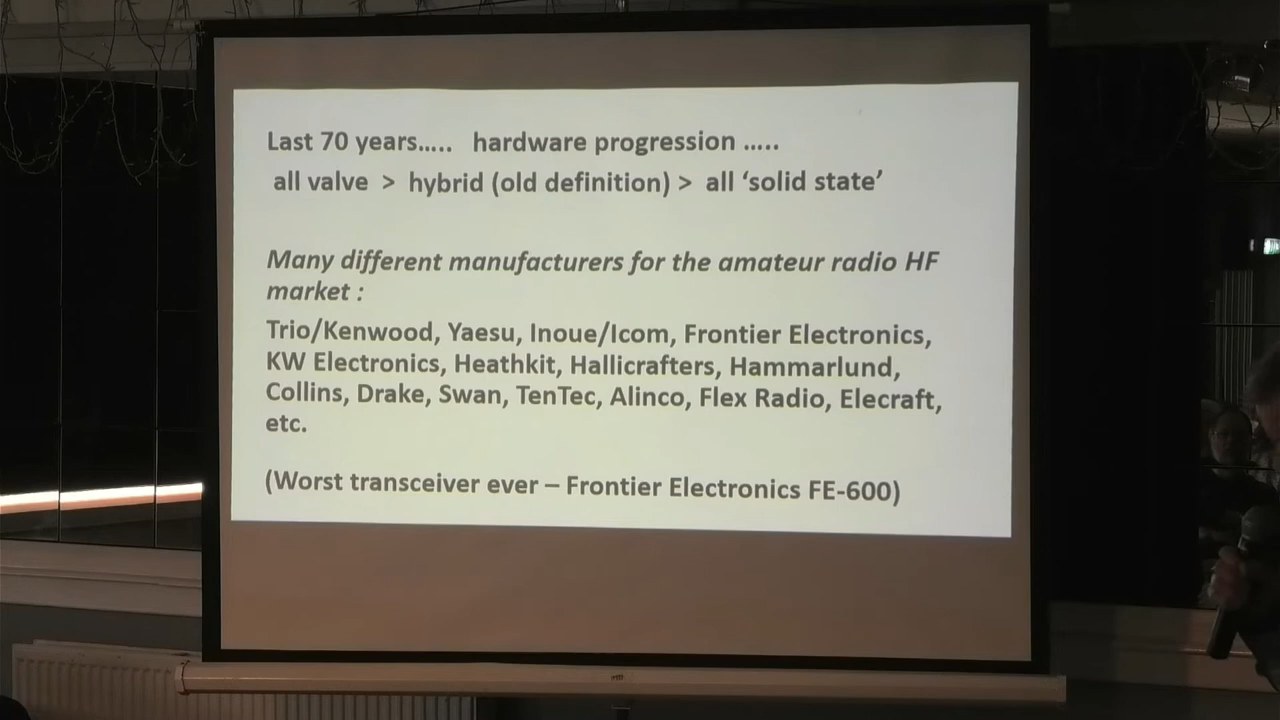 Last 70 years..... hardware progression .....
all valve > hybrid (old definition) > all ‘solid state’
Many different manufacturers for the amateur radio HF
market :
Trio/Kenwood, Yaesu, Inoue/Icom, Frontier Electronics,
KW Electronics, Heathkit, Hallicrafters, Hammarlund,
Collins, Drake, Swan, TenTec, Alinco, Flex Radio, Elecraft,
etc.
(Worst transceiver ever – Frontier Electronics FE-600)